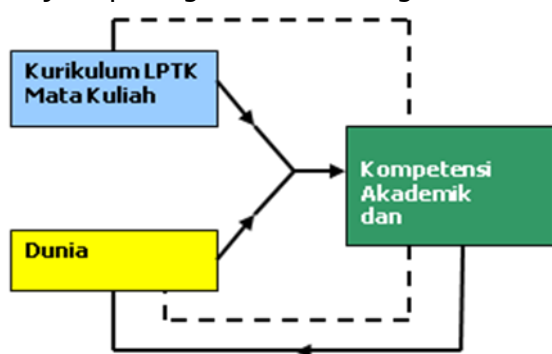 Kurikulum LPTK
Mata Kuliah
Kompetensi
Akademik
dan
Dunia